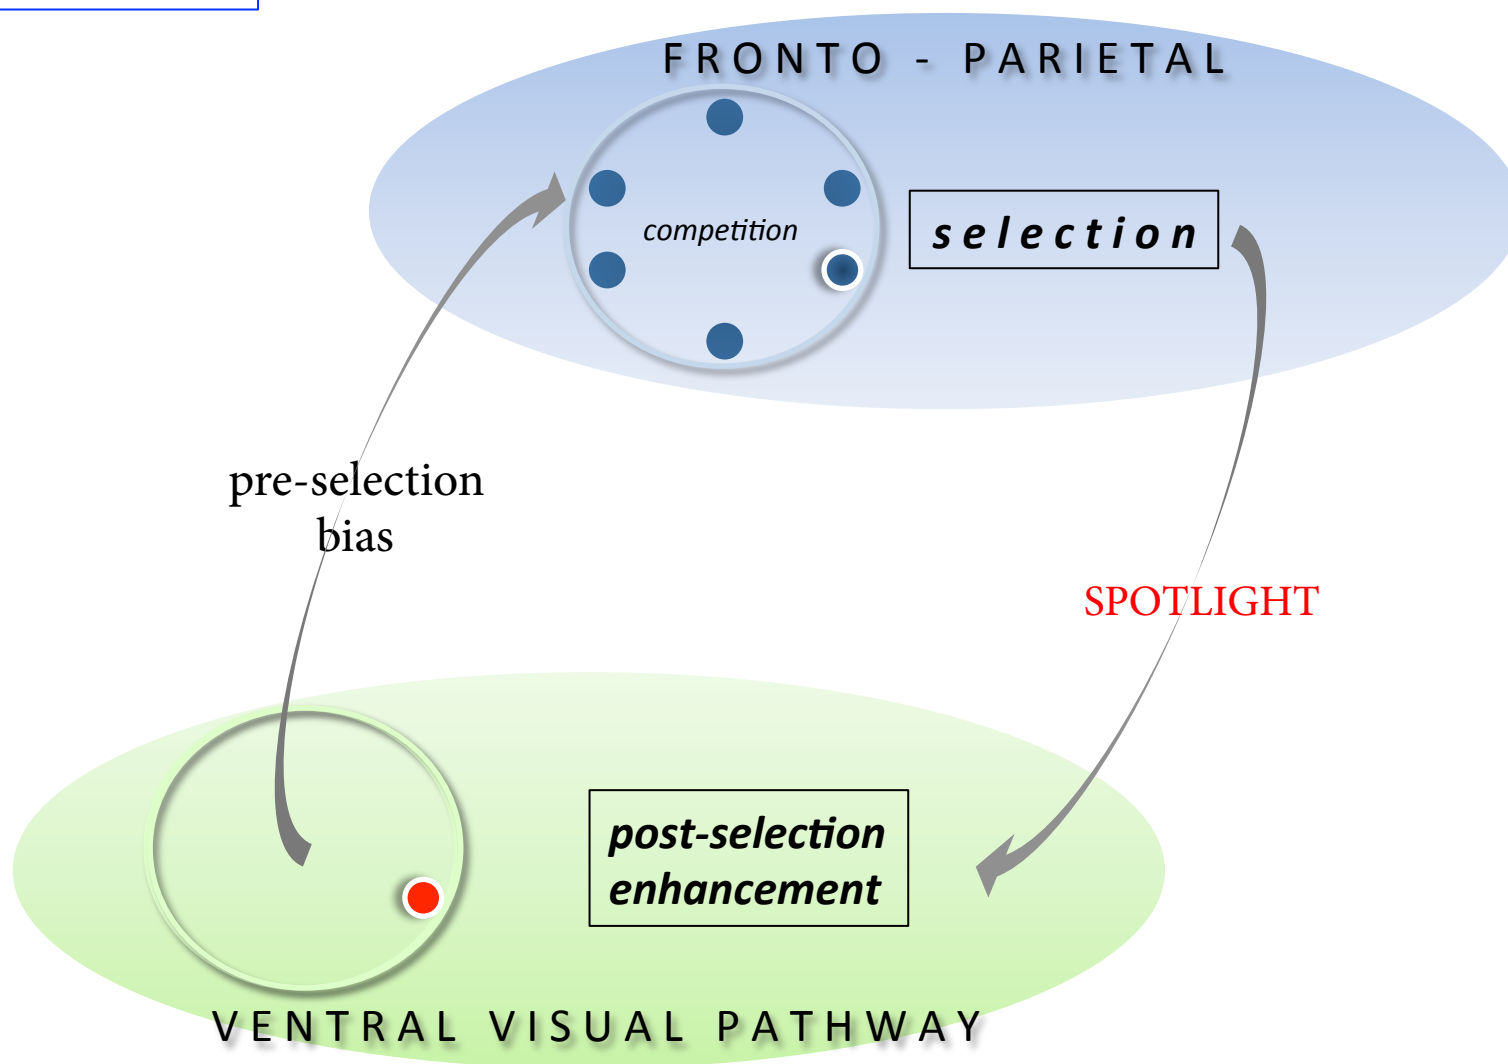 FRONTO - PARIETAL
competition
selection
pre-selection
bias
SPOTLIGHT
post-selection
enhancement
VENTRAL VISUAL PATHWAY